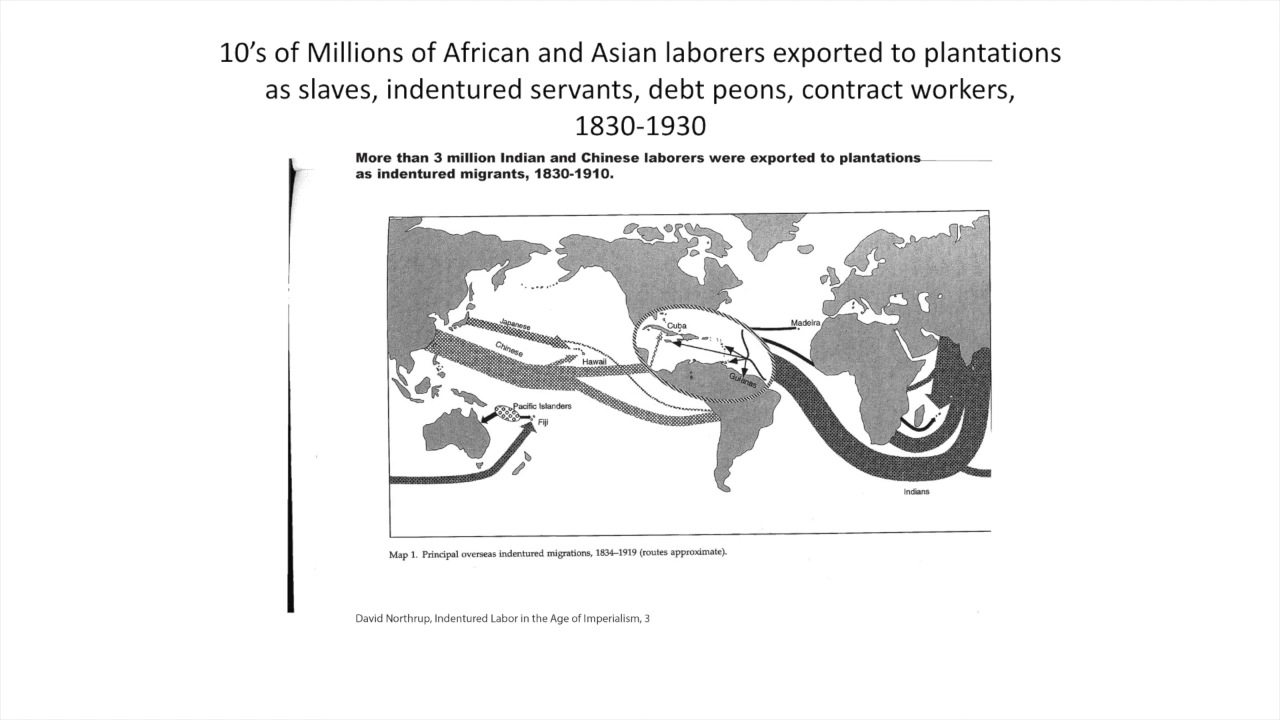 10’s of Millions of African and Asian laborers exported to plantations
as slaves, indentured servants, debt peons, contract workers,
1830-1930
More than 3 million Indian and Chinese laborers were exported to plantations
as indentured migrants, 1830-1910.
Japanese
Chinese
Hawaii
Cuba
Madeira
Guianas
Pacific Islanders
Fiji
Indians
Map 1. Principal overseas indentured migrations, 1834–1919 (routes approximate).
David Northrup, Indentured Labor in the Age of Imperialism, 3